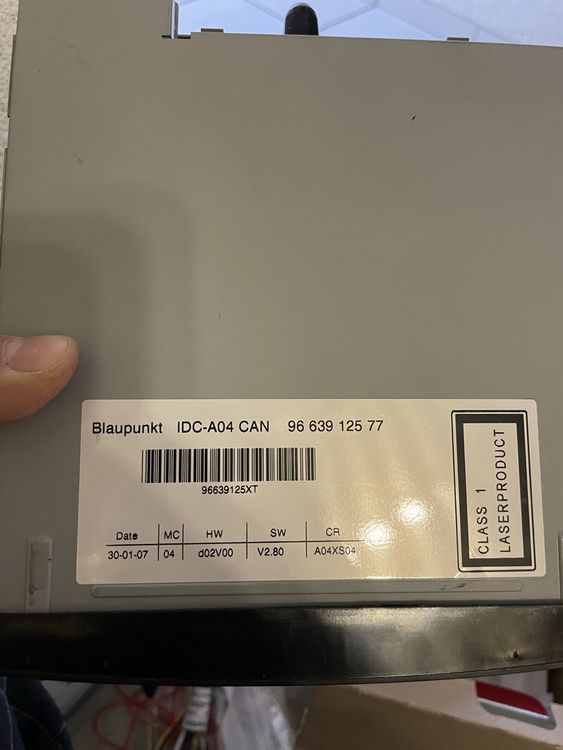 Blaupunkt IDC-A04 CAN 96 639 125 77
96639125XT
Date MC HW SW CR
30-01-07 04 d02V00 V2.80 A04XS04
CLASS 1
LASERPRODUCT